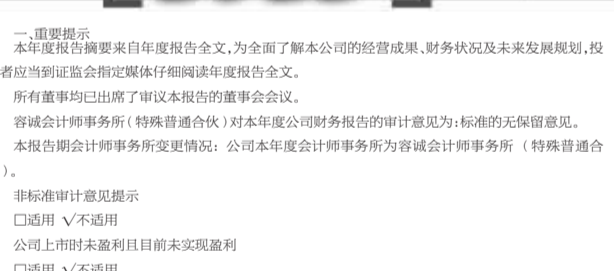 一、重要提示
本年度报告摘要来自年度报告全文,为全面了解本公司的经营成果、财务状况及未来发展规划,投
者应当到证监会指定媒体仔细阅读年度报告全文。
所有董事均已出席了审议本报告的董事会会议。
容诚会计师事务所(特殊普通合伙)对本年度公司财务报告的审计意见为:标准的无保留意见。
本报告期会计师事务所变更情况：公司本年度会计师事务所为容诚会计师事务所（特殊普通合
)。
非标准审计意见提示
□适用 √不适用
公司上市时未盈利且目前未实现盈利
□适用 √不适用